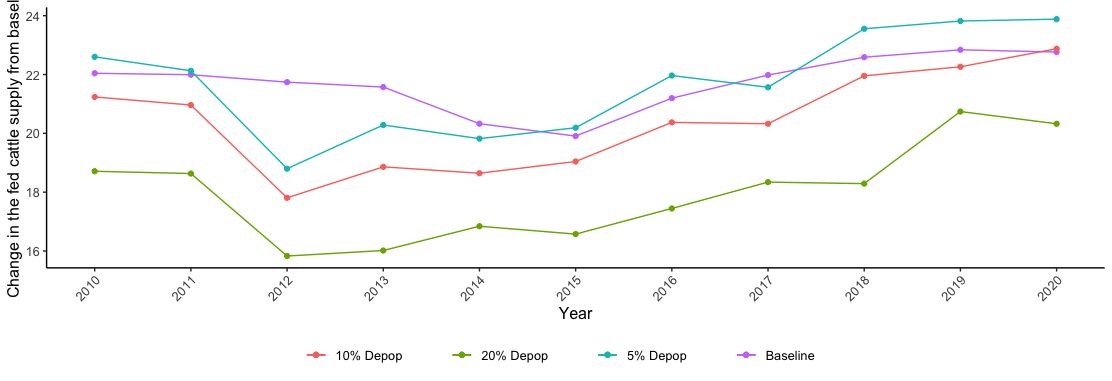 Change in the fed cattle supply from basel
24
22
20
18
16
2010
2011
2012
2013
2014
2015
2016
2017
2018
2019
2020
Year
10% Depop
20% Depop
5% Depop
Baseline